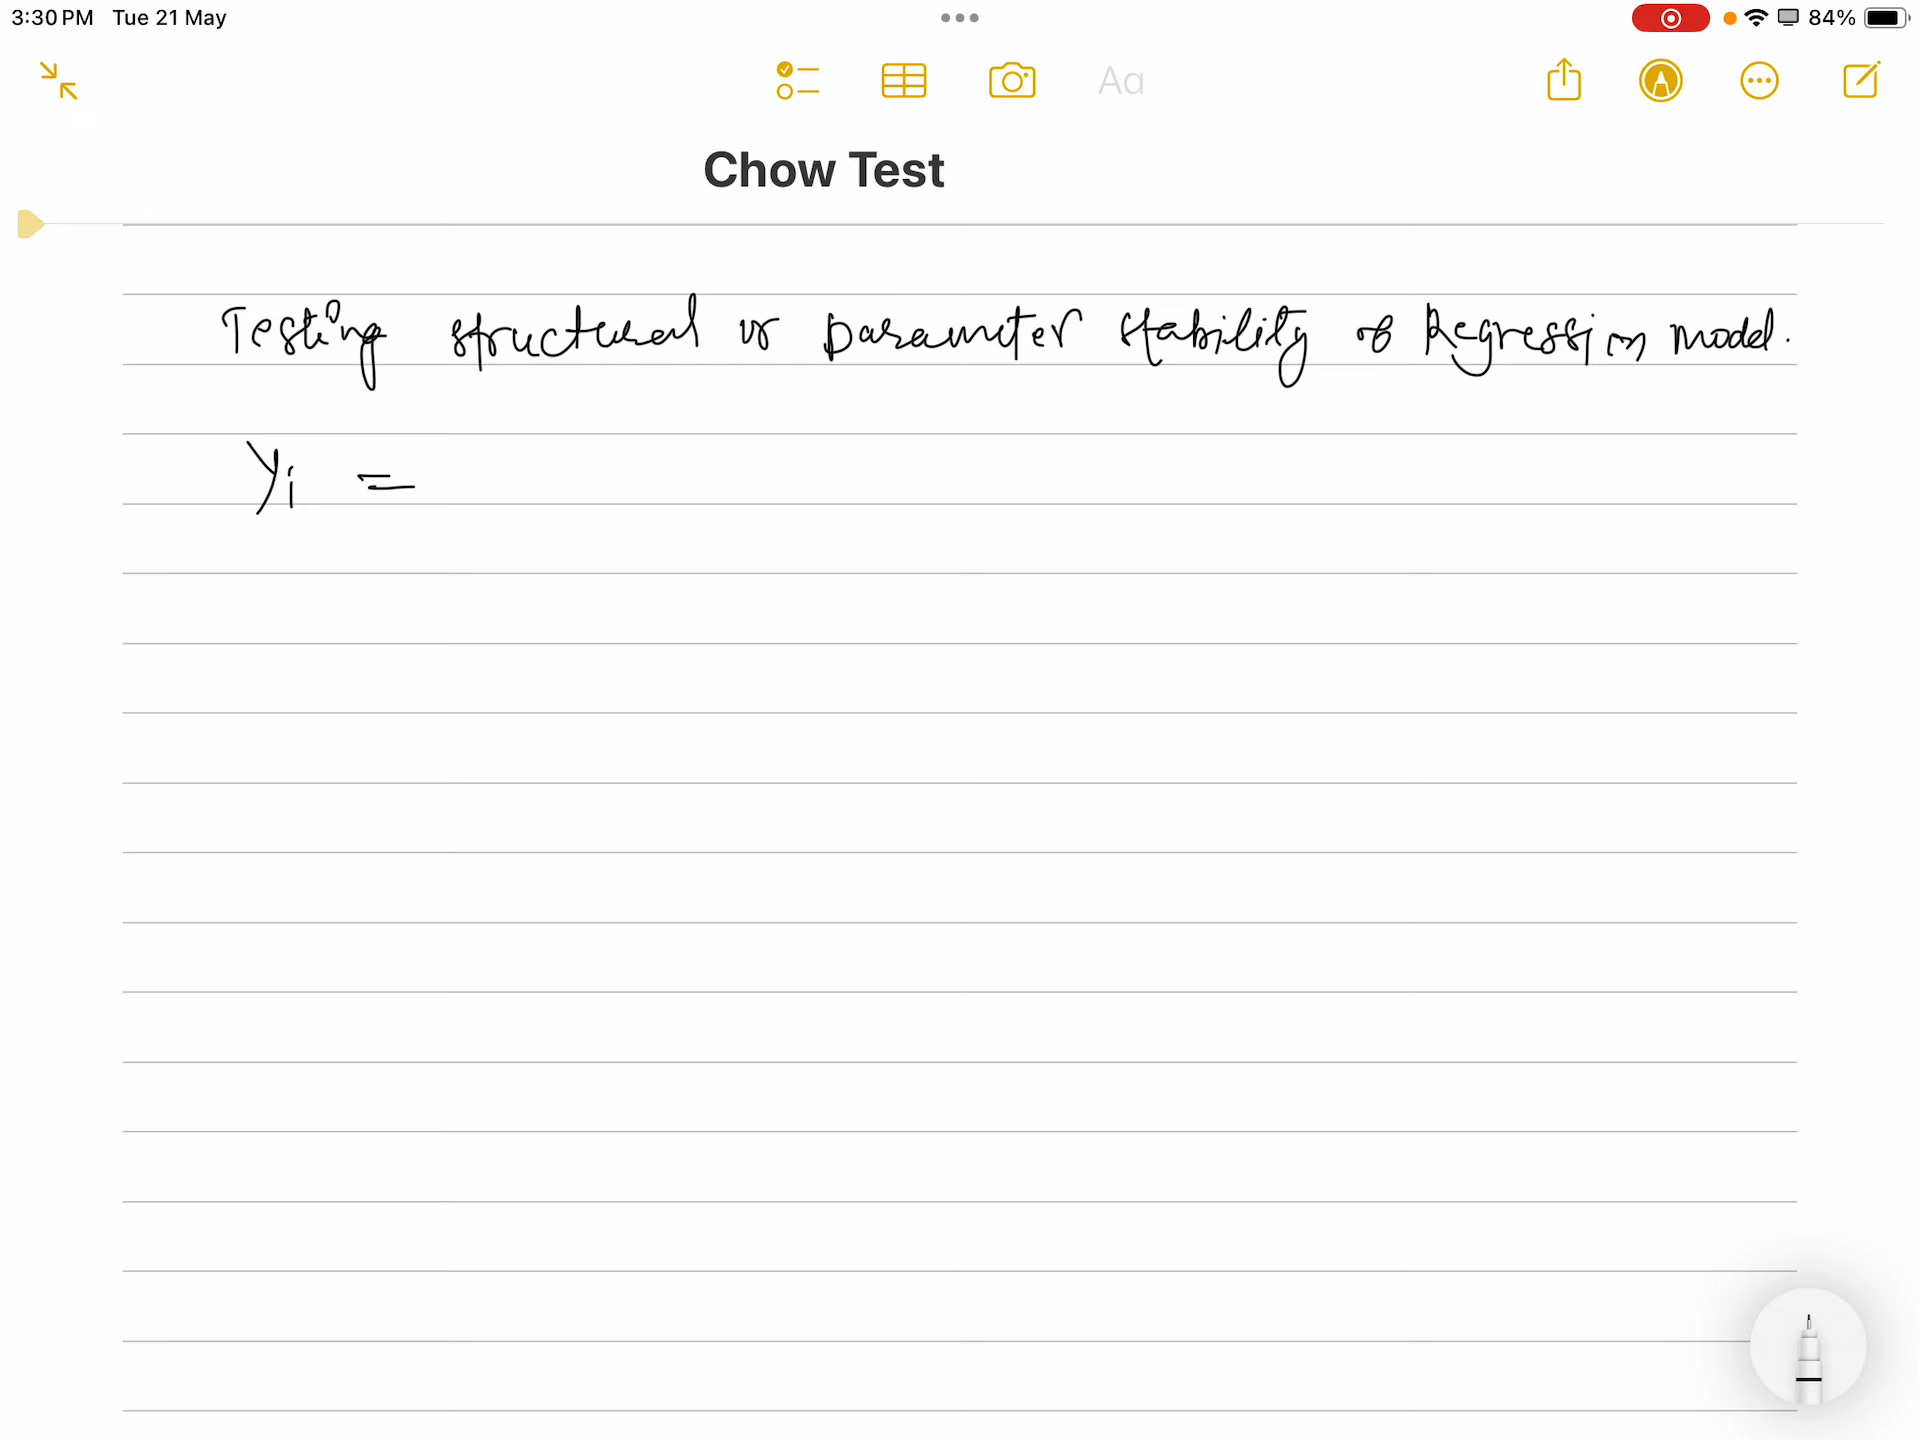 3:30 PM Tue 21 May
84%
Aa
Chow Test
Testing structural or parameter stability of Regression model.
Yi =